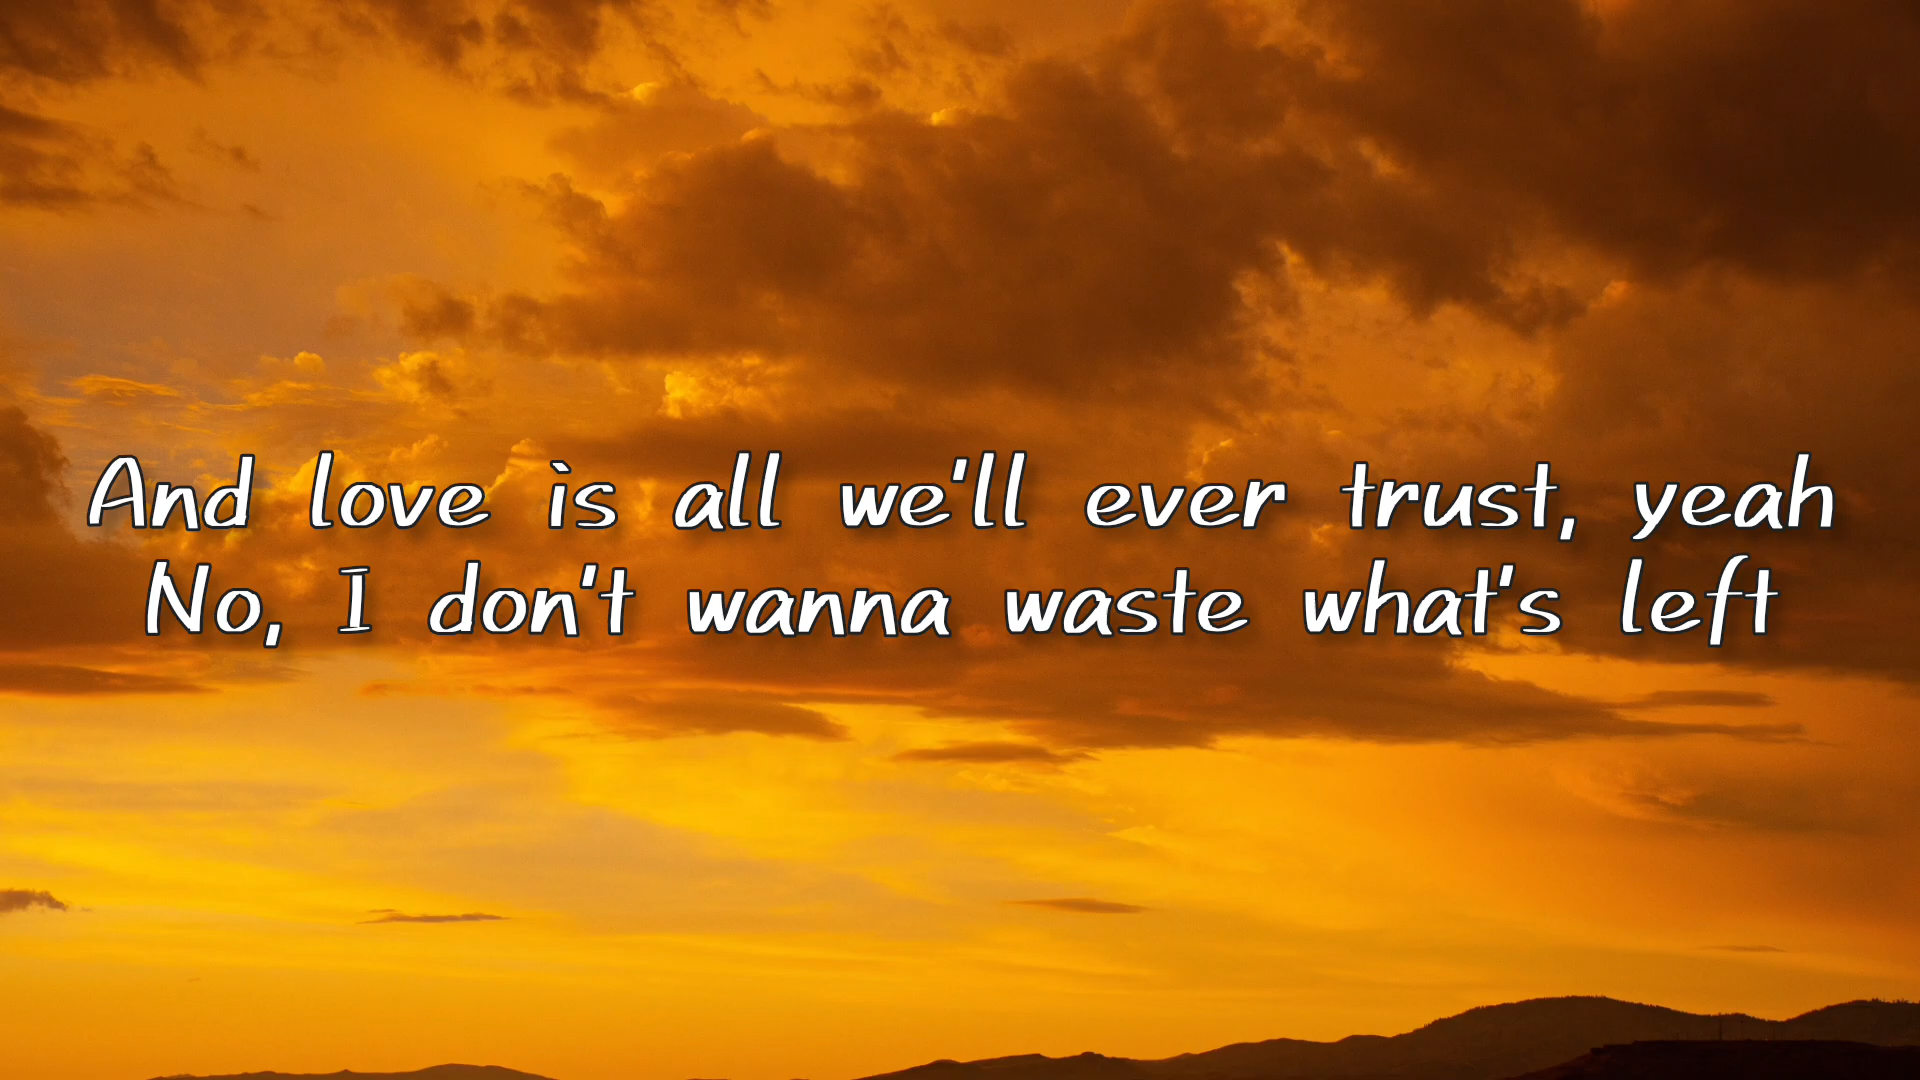 And love is all we'll ever trust, yeah
No, I don't wanna waste what's left